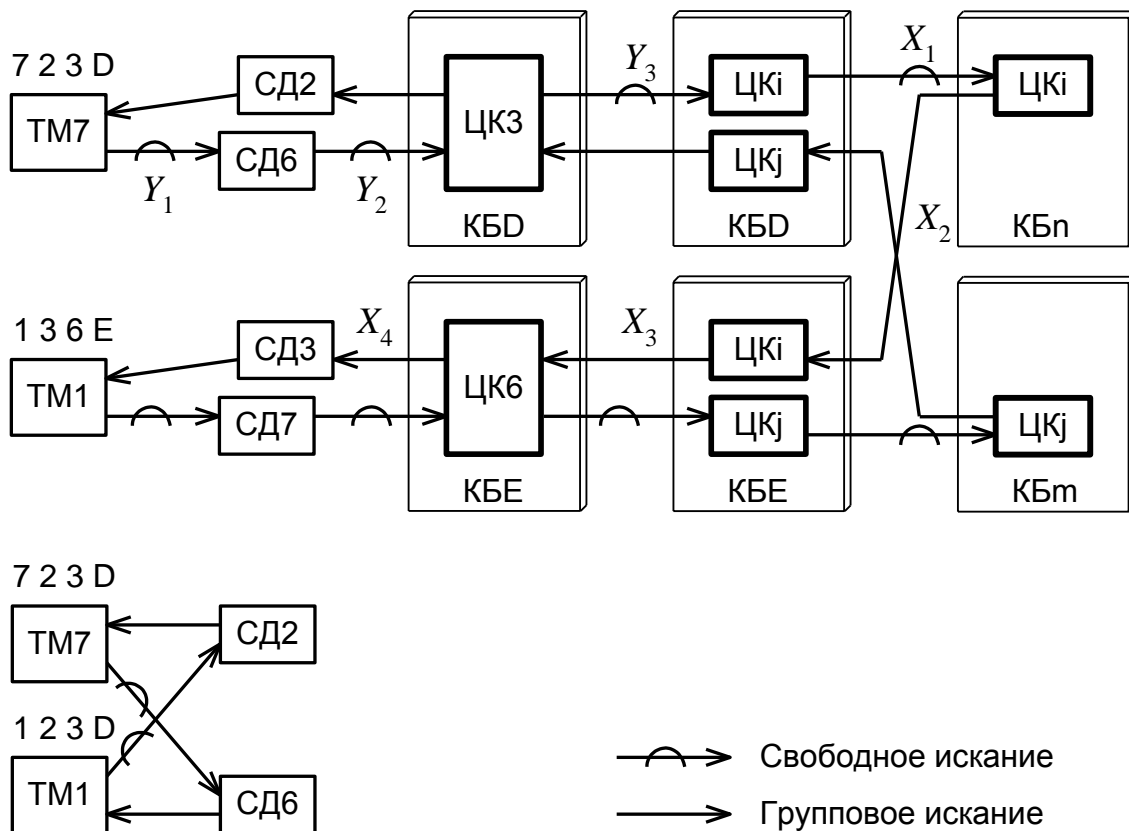 7 2 3 D
ТМ7
СД2
СД6
Y1
Y2
ЦК3
КБD
Y3
ЦКi
ЦКj
КБD
X1
X2
ЦКi
КБn
1 3 6 E
ТМ1
СД3
СД7
X4
ЦК6
КБE
X3
ЦКi
ЦКj
КБE
ЦКj
КБm
7 2 3 D
ТМ7
СД2
1 2 3 D
ТМ1
СД6
Свободное искание
Групповое искание